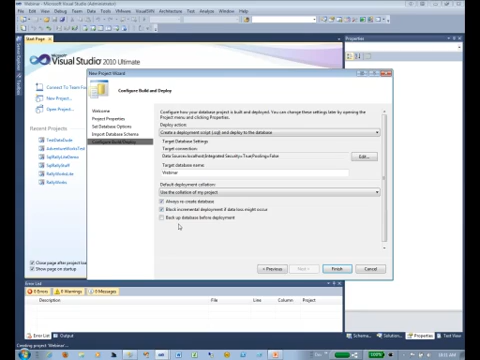 Webinar - Microsoft Visual Studio (Administrator)
File Edit View Project Debug Team Data Tools VMware Architecture Test Analyze Window Help
Start Page
Properties
Visual Studio 2010 Ultimate
New Project Wizard
Configure Build and Deploy
Connect To Team Foun
New Project...
Open Project...
Recent Projects
RallyWorks
Close page after project loa
Show page on startup
Welcome
Project Properties
Set Database Options
Import Database Schema
Configure Build/Deploy
Configure how your database project is built and deployed. You can change these settings later by opening the
Project menu and clicking Properties.
Deploy action:
Create a deployment script (.sql) and deploy to the database
Target Database Settings
Target connection:
Data Source=localhost;Integrated Security=True;Pooling=False
Edit...
Target database name:
Webinar
Default deployment collation:
Use the collation of my project
Always re-create database
Block incremental deployment if data loss might occur
Back up database before deployment
< Previous
Next >
Finish
Cancel
Error List
0 Errors
0 Warnings
0 Messages
Description
File
Line
Column
Project
Error List
Output
Properties
Creating project 'Webinar'...
100%